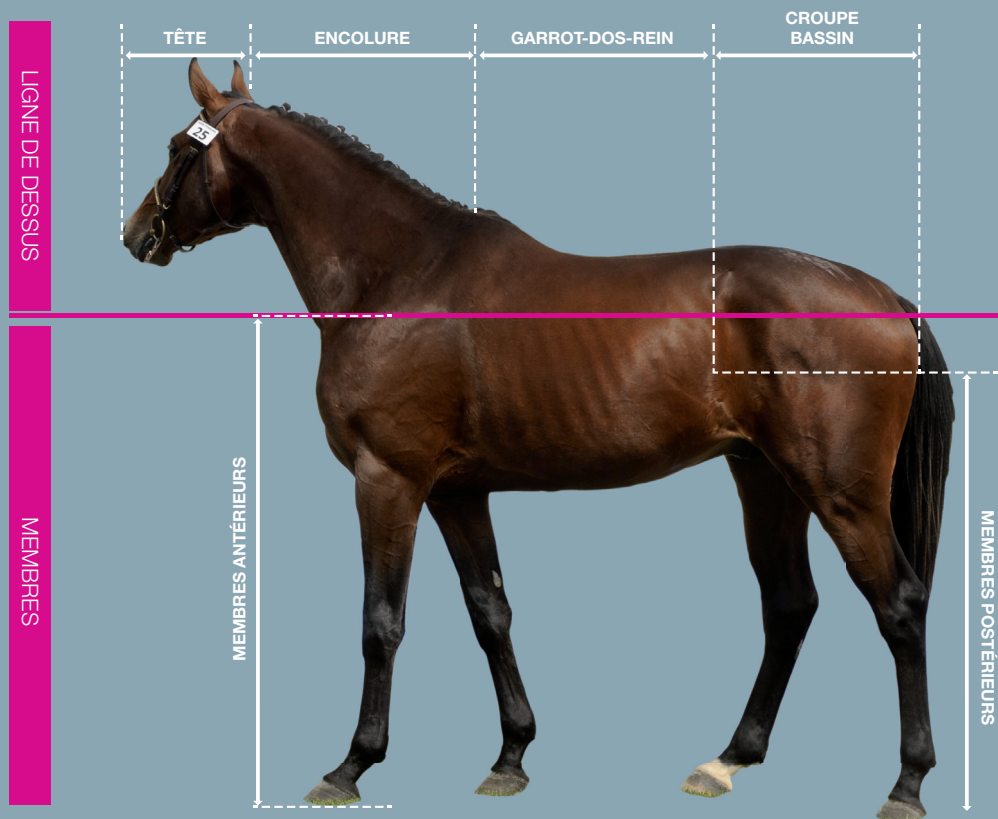 CROUPE
BASSIN
TÊTE
ENCOLURE
GARROT-DOS-REIN
LIGNE DE DESSUS
25
MEMBRES
MEMBRES ANTÉRIEURS
MEMBRES POSTÉRIEURS